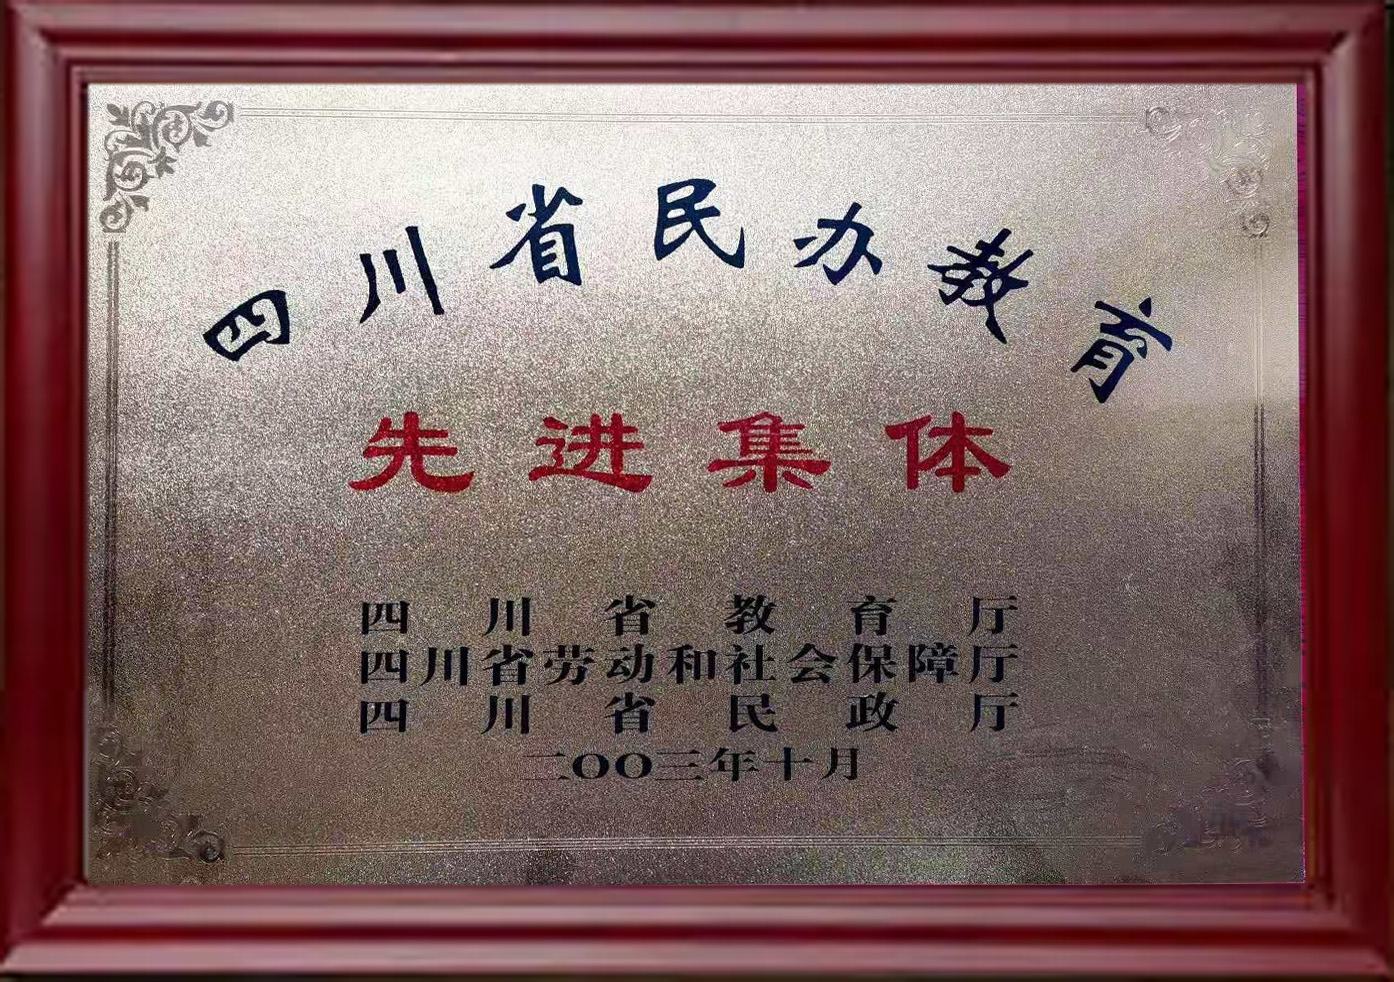 四川省民办教育
先进集体
四川省教育厅
四川省劳动和社会保障厅
四川省民政厅
二OO三年十月